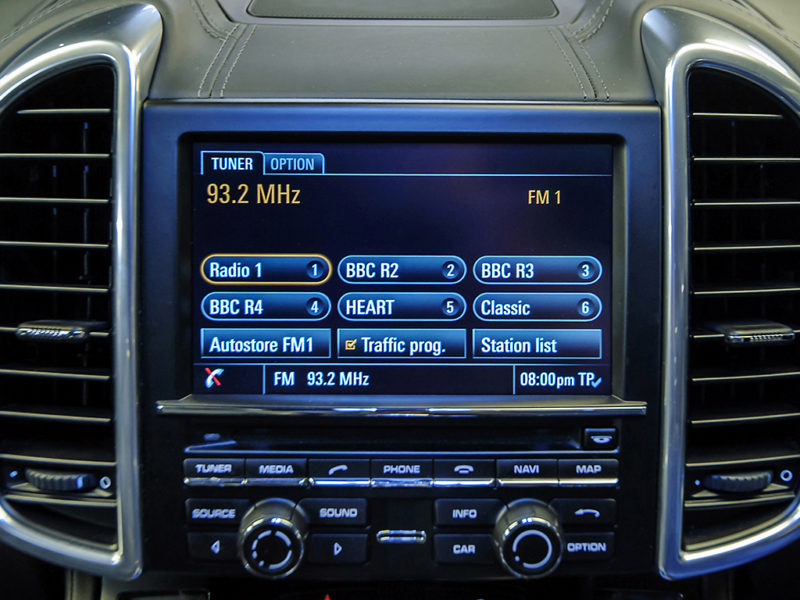 TUNER OPTION
93.2 MHz FM 1
Radio 1 1 BBC R2 2 BBC R3 3
BBC R4 4 HEART 5 Classic 6
Autostore FM1 Traffic prog. Station list
FM 93.2 MHz 08:00pm TP
TUNER MEDIA PHONE NAVI MAP
SOURCE SOUND INFO
CAR OPTION